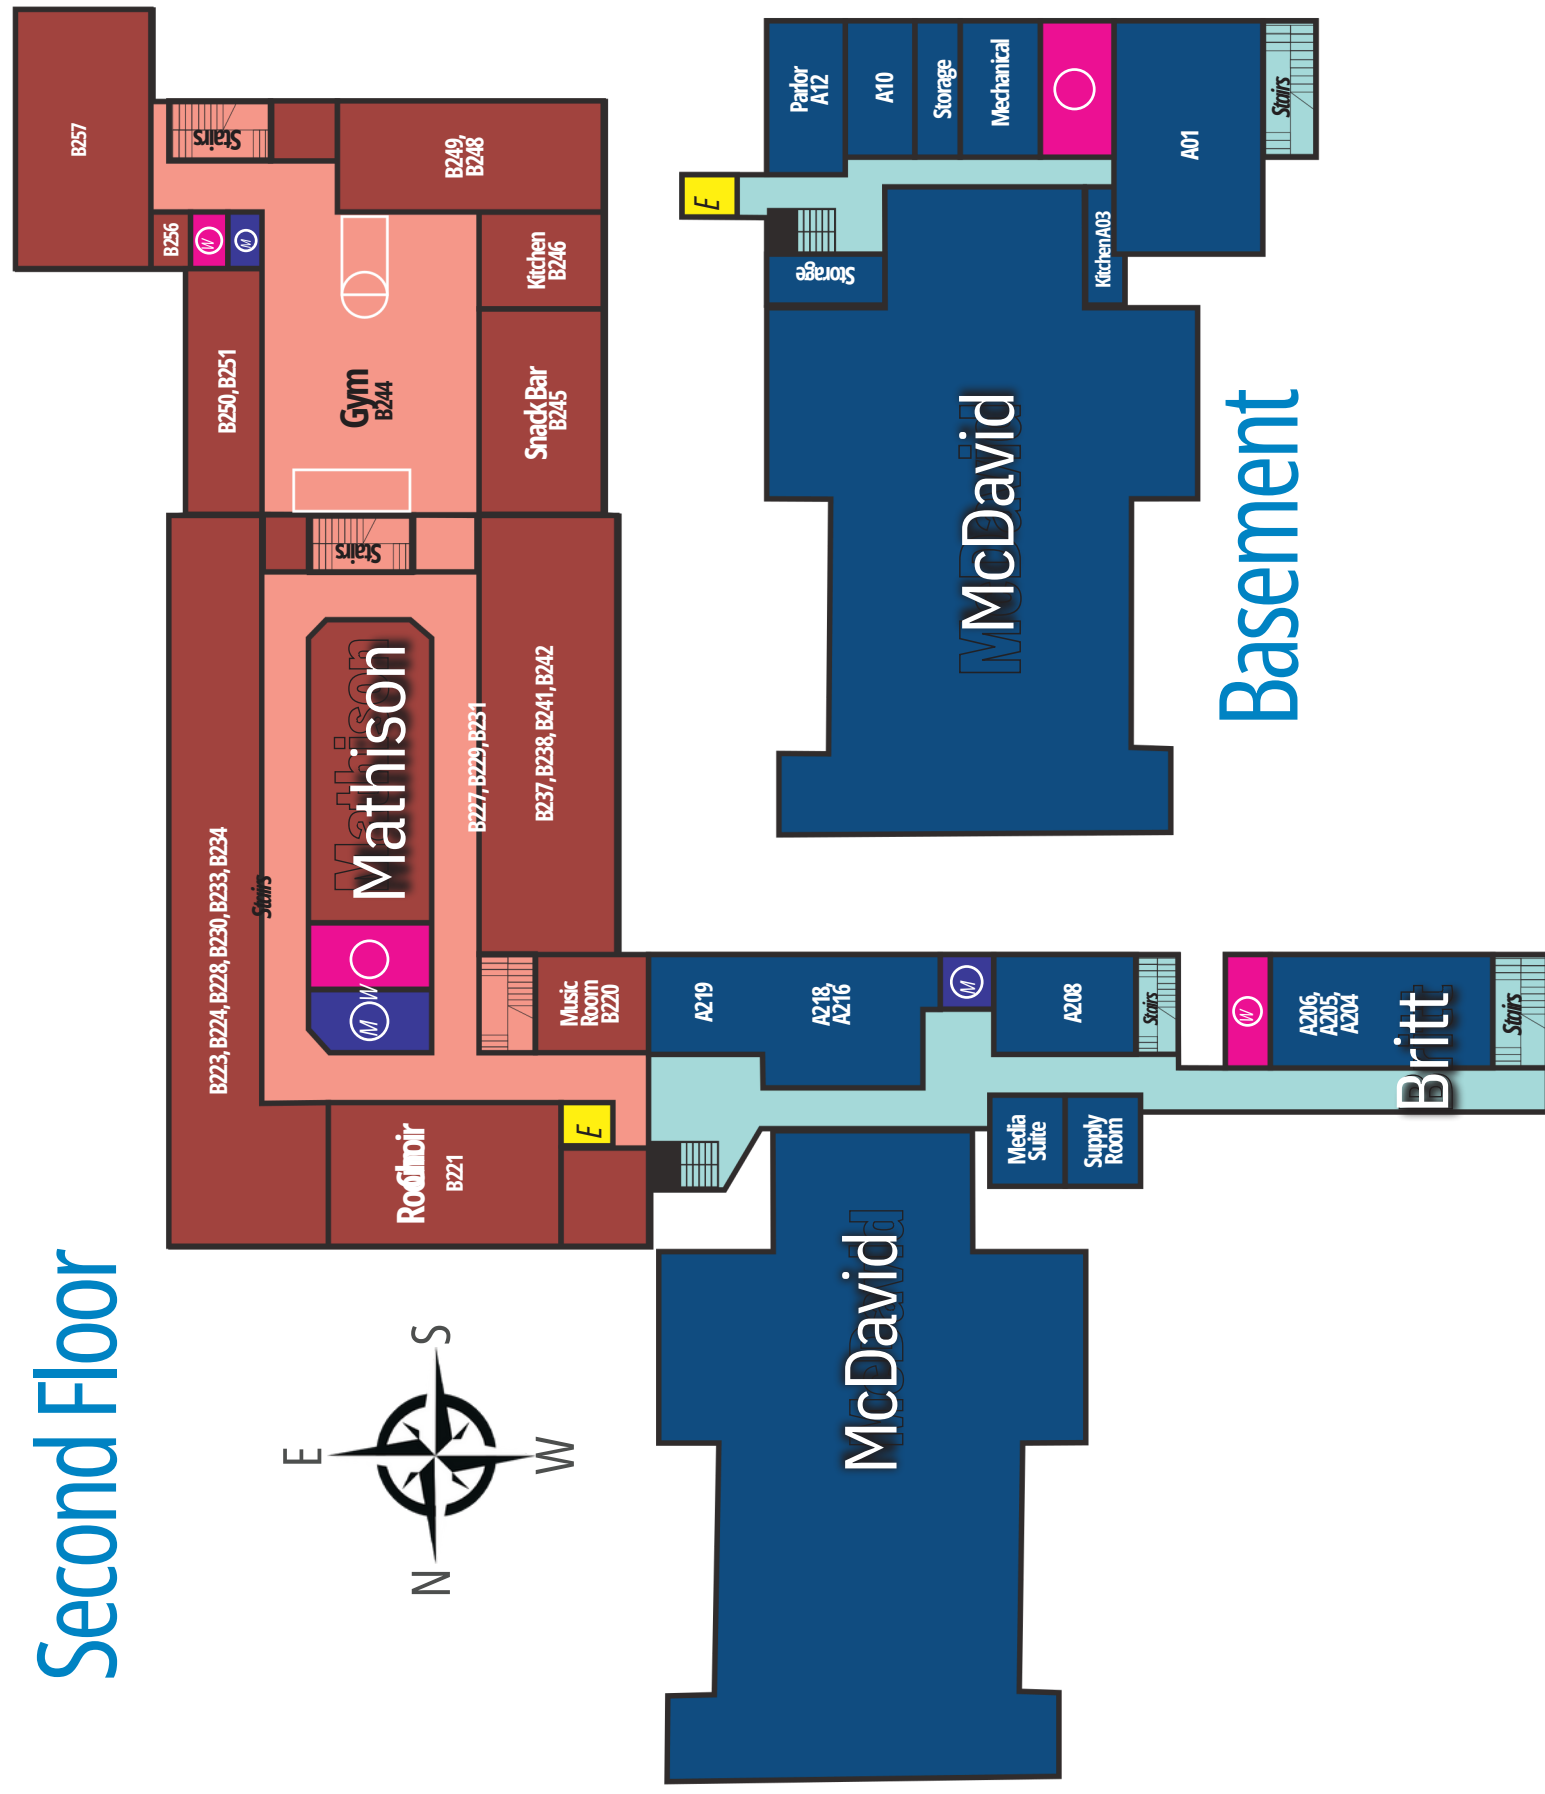 Second Floor
B257
Stairs
B249,
B248
B256
W
M
Kitchen
B246
B250, B251
Gym
B244
Snack Bar
B245
Stairs
Mathison
B227, B229, B231
B237, B238, B241, B242
B223, B224, B228, B230, B233, B234
Stairs
M
W
Music
Room
B220
Choir
Room
B221
E
A219
A218,
A216
M
A208
Stairs
W
A206,
A205,
A204
Stairs
Britt
Media
Suite
Supply
Room
McDavid
N
E
S
W
Basement
Parlor
A12
A10
Storage
Mechanical
A01
Stairs
E
Storage
Kitchen A03
McDavid